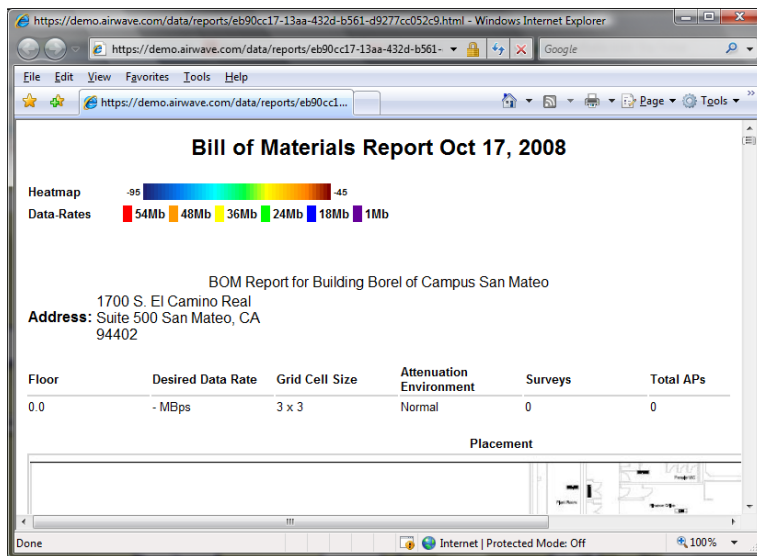 https://demo.airwave.com/data/reports/eb90cc17-13aa-432d-b561-d9277cc052c9.html - Windows Internet Explorer
https://demo.airwave.com/data/reports/eb90cc17-13aa-432d-b561- Google
File Edit View Favorites Tools Help
https://demo.airwave.com/data/reports/eb90cc1... Page Tools
Bill of Materials Report Oct 17, 2008
Heatmap -95 -45
Data-Rates 54Mb 48Mb 36Mb 24Mb 18Mb 1Mb
BOM Report for Building Borel of Campus San Mateo
1700 S. El Camino Real
Address: Suite 500 San Mateo, CA
94402
Floor Desired Data Rate Grid Cell Size Attenuation Environment Surveys Total APs
0.0 - MBps 3 x 3 Normal 0 0
Placement
Done Internet | Protected Mode: Off 100%